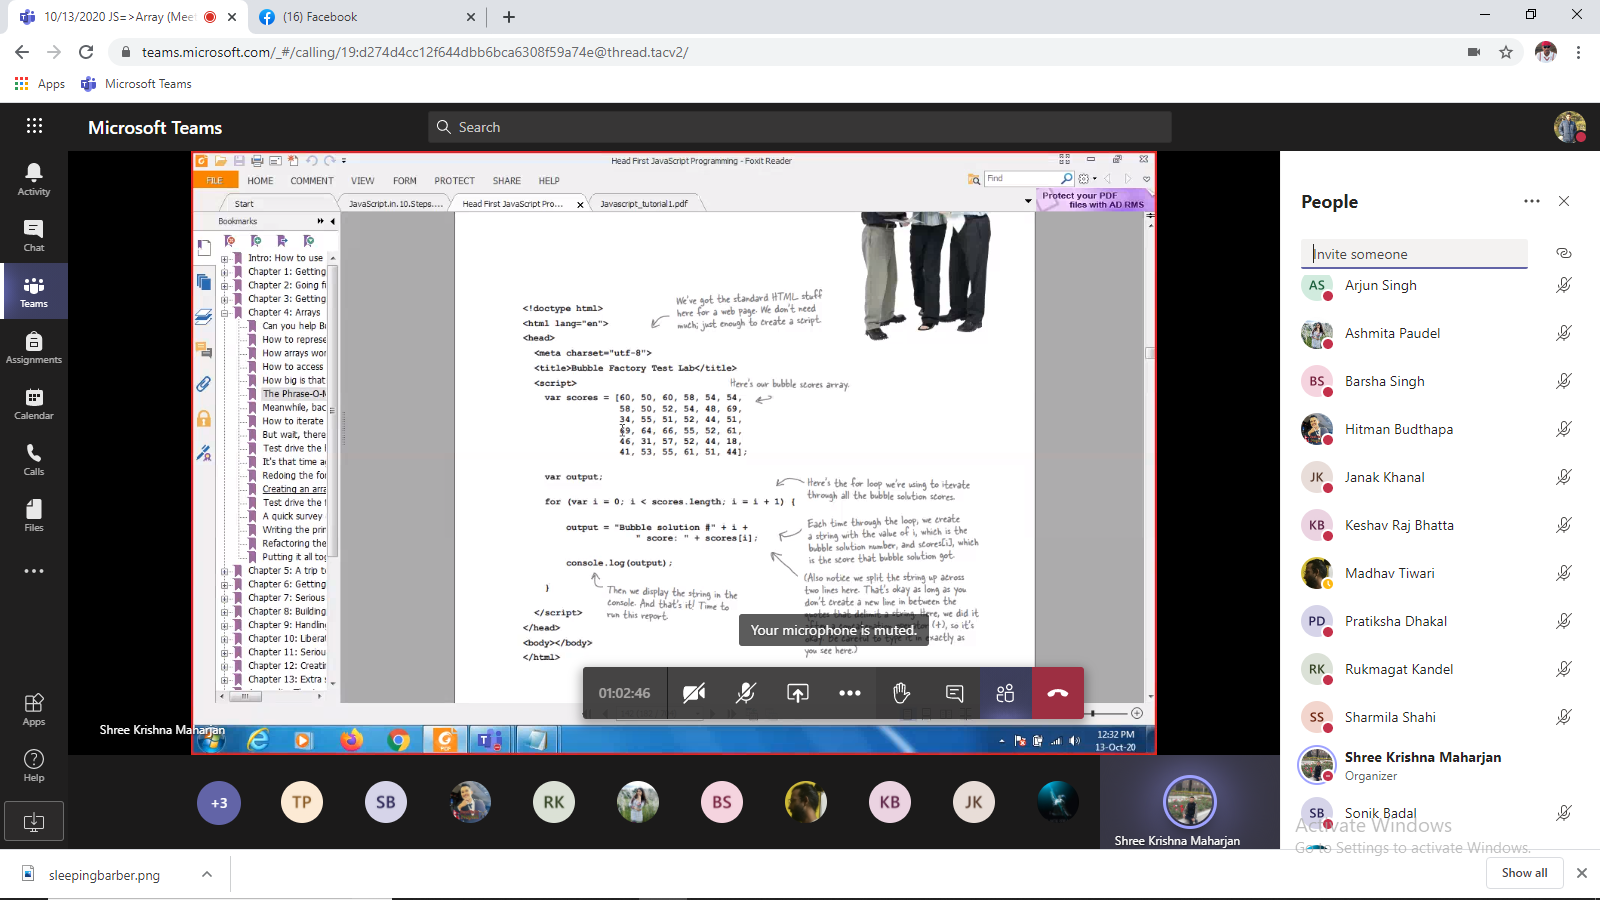 10/13/2020 JS=>Array (Mee
(16) Facebook
teams.microsoft.com/_#/calling/19:d274d4cc12f644dbb6bca6308f59a74e@thread.tacv2/
Apps
Microsoft Teams
Microsoft Teams
Search
Activity
Chat
Teams
Assignments
Calendar
Calls
Files
Apps
Help
Head First JavaScript Programming - Foxit Reader
FILE HOME COMMENT VIEW FORM PROTECT SHARE HELP
Find
Start
JavaScript.in.10.Steps....
Head First JavaScript Pro...
Javascript_tutorial1.pdf
Protect your PDF
files with AD RMS
Bookmarks
Intro: How to use
Chapter 1: Getting
Chapter 2: Going fi
Chapter 3: Getting
Chapter 4: Arrays
Can you help B
How to represe
How arrays wor
How to access
How big is that
The Phrase-O-M
Meanwhile, bac
How to iterate
But wait, there
Test drive the l
It's that time a
Redoing the fo
Creating an arra
Test drive the
A quick survey
Writing the prin
Refactoring the
Putting it all to
Chapter 5: A trip t
Chapter 6: Getting
Chapter 7: Serious
Chapter 8: Building
Chapter 9: Handlin
Chapter 10: Liberat
Chapter 11: Seriou
Chapter 12: Creati
Chapter 13: Extra s
<!doctype html>
<html lang="en">
<head>
<meta charset="utf-8">
<title>Bubble Factory Test Lab</title>
<script>
var scores = [60, 50, 60, 58, 54, 54,
58, 50, 52, 54, 48, 69,
34, 55, 51, 52, 44, 51,
69, 64, 66, 55, 52, 61,
46, 31, 57, 52, 44, 18,
41, 53, 55, 61, 51, 44];
var output;
for (var i = 0; i < scores.length; i = i + 1) {
output = "Bubble solution #" + i +
" score: " + scores[i];
console.log(output);
}
</script>
</head>
<body></body>
</html>
We've got the standard HTML stuff
here for a web page. We don't need
much; just enough to create a script.
Here's our bubble scores array.
Here's the for loop we're using to iterate
through all the bubble solution scores.
Each time through the loop, we create
a string with the value of i, which is the
bubble solution number, and scores[i], which
is the score that bubble solution got.
(Also notice we split the string up across
two lines here. That's okay as long as you
don't create a new line in between the
quotes that delimit a string. Here, we did it
(+), so it's
exactly as
you see here.)
Then we display the string in the
console. And that's it! Time to
run this report.
Your microphone is muted.
01:02:46
Shree Krishna Maharjan
12:32 PM
13-Oct-20
+3
TP
SB
RK
BS
KB
JK
Shree Krishna Maharjan
People
Invite someone
AS Arjun Singh
Ashmita Paudel
BS Barsha Singh
Hitman Budthapa
JK Janak Khanal
KB Keshav Raj Bhatta
Madhav Tiwari
PD Pratiksha Dhakal
RK Rukmagat Kandel
SS Sharmila Shahi
Shree Krishna Maharjan
Organizer
SB Sonik Badal
Activate Windows
Go to Settings to activate Windows.
sleepingbarber.png
Show all